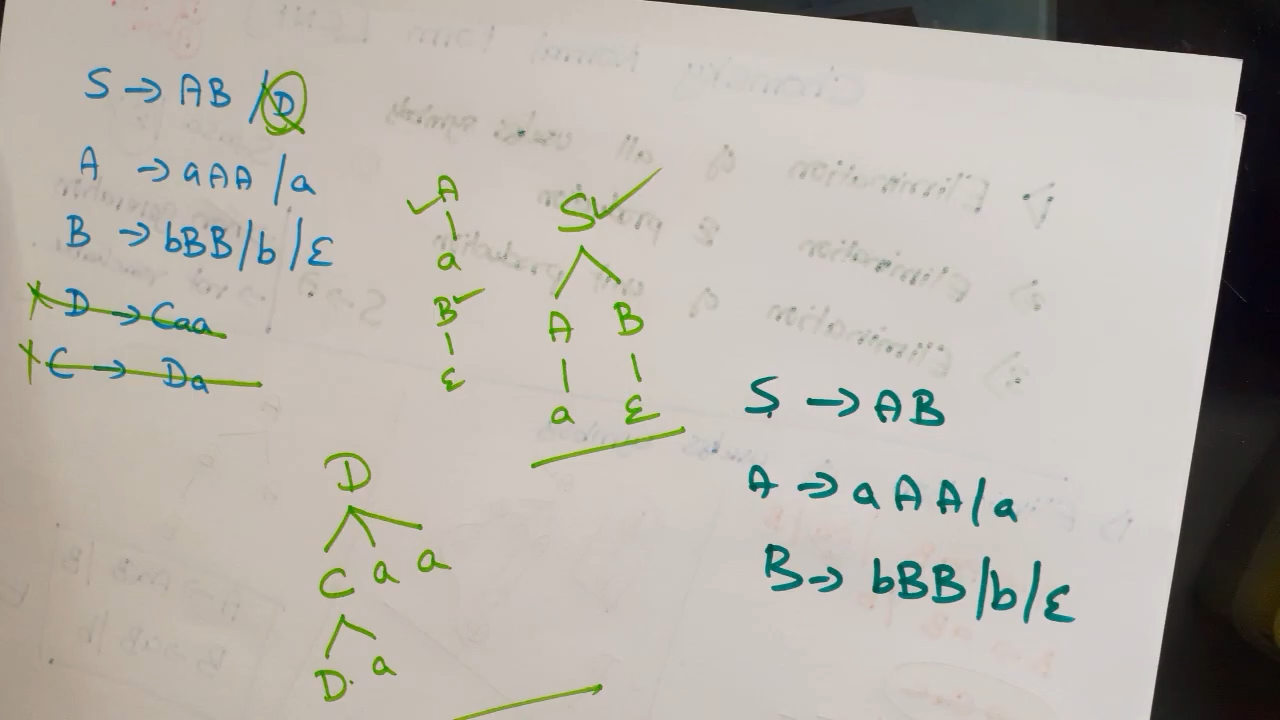 S → AB / D
A → aAA / a
B → bBB / b / ε
D → Caa
C → Da
A
a
B
ε
S
A B
a ε
D
C a a
D a
S → AB
A → aAA / a
B → bBB / b / ε